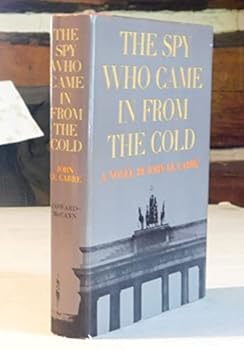 THE
SPY
WHO
CAME
IN
FROM
THE
COLD
JOHN
LE CARRE
COWARD-
McCANN
THE SPY
WHO CAME
IN FROM
THE COLD
A NOVEL BY JOHN LE CARRÉ